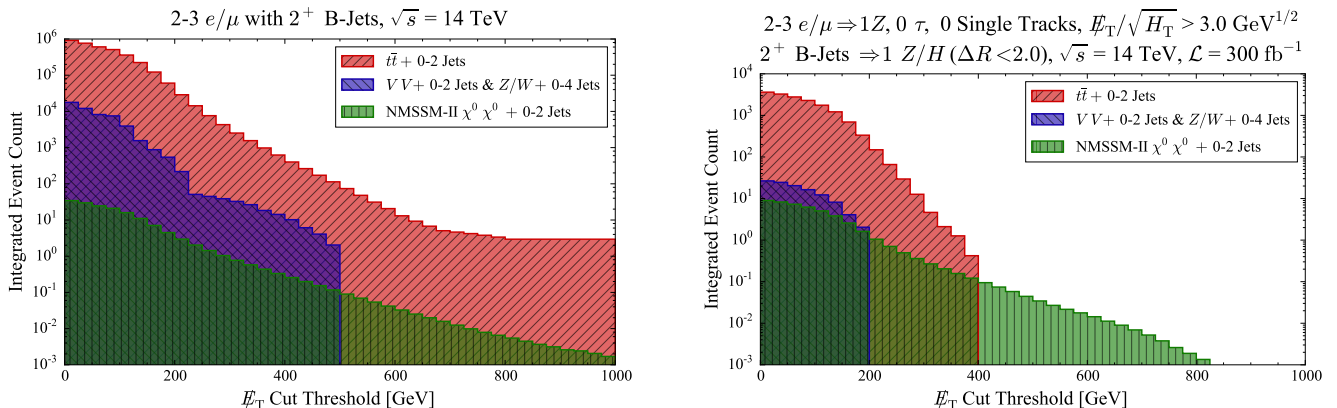 2-3 e/μ with 2⁺ B-Jets, √s = 14 TeV
Integrated Event Count
10⁶
10⁵
10⁴
10³
10²
10¹
10⁰
10⁻¹
10⁻²
10⁻³
tt̄ + 0-2 Jets
V V + 0-2 Jets & Z/W + 0-4 Jets
NMSSM-II χ⁰ χ⁰ + 0-2 Jets
0 200 400 600 800 1000
E̸_T Cut Threshold [GeV]
2-3 e/μ ⇒ 1Z, 0 τ, 0 Single Tracks, E̸_T/√H_T > 3.0 GeV^1/2
2⁺ B-Jets ⇒ 1 Z/H (ΔR < 2.0), √s = 14 TeV, ℒ = 300 fb⁻¹
Integrated Event Count
10⁴
10³
10²
10¹
10⁰
10⁻¹
10⁻²
10⁻³
tt̄ + 0-2 Jets
V V + 0-2 Jets & Z/W + 0-4 Jets
NMSSM-II χ⁰ χ⁰ + 0-2 Jets
0 200 400 600 800 1000
E̸_T Cut Threshold [GeV]